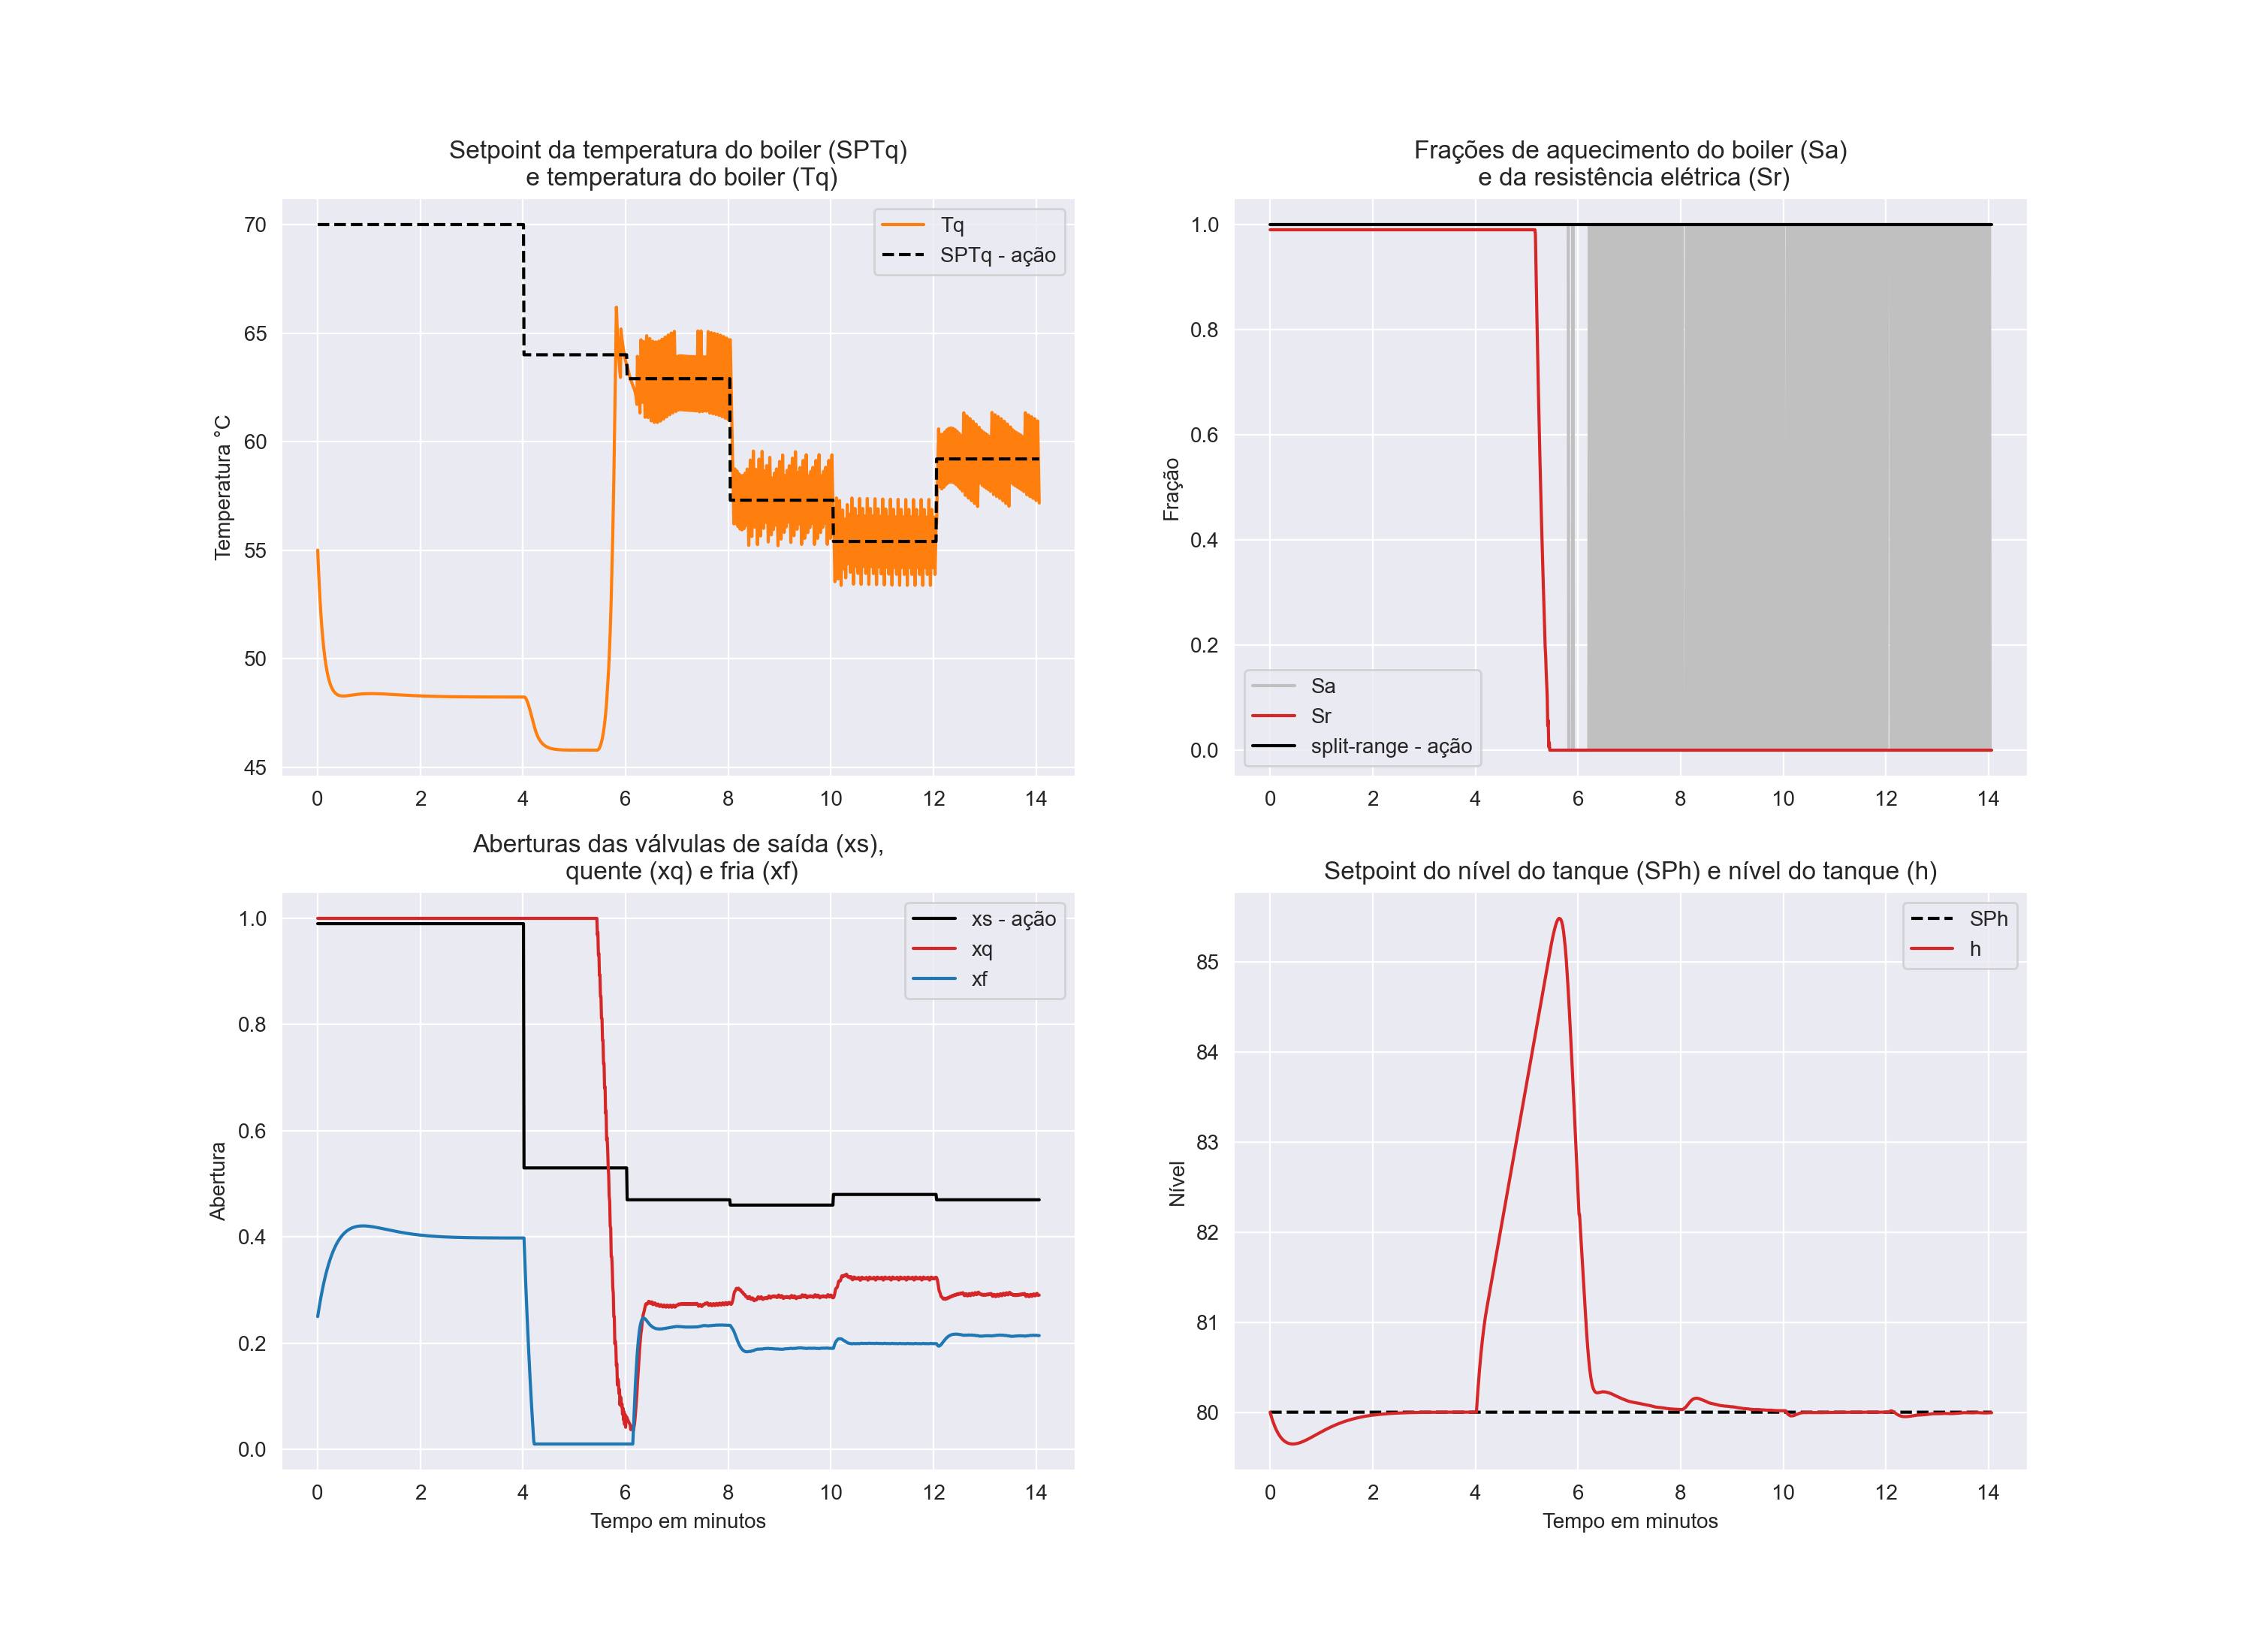 Setpoint da temperatura do boiler (SPTq)
e temperatura do boiler (Tq)
70
65
60
55
50
45
Temperatura °C
Tq
SPTq - ação
0 2 4 6 8 10 12 14
Frações de aquecimento do boiler (Sa)
e da resistência elétrica (Sr)
1.0
0.8
0.6
0.4
0.2
0.0
Fração
Sa
Sr
split-range - ação
0 2 4 6 8 10 12 14
Aberturas das válvulas de saída (xs),
quente (xq) e fria (xf)
1.0
0.8
0.6
0.4
0.2
0.0
Abertura
xs - ação
xq
xf
0 2 4 6 8 10 12 14
Tempo em minutos
Setpoint do nível do tanque (SPh) e nível do tanque (h)
85
84
83
82
81
80
Nível
SPh
h
0 2 4 6 8 10 12 14
Tempo em minutos